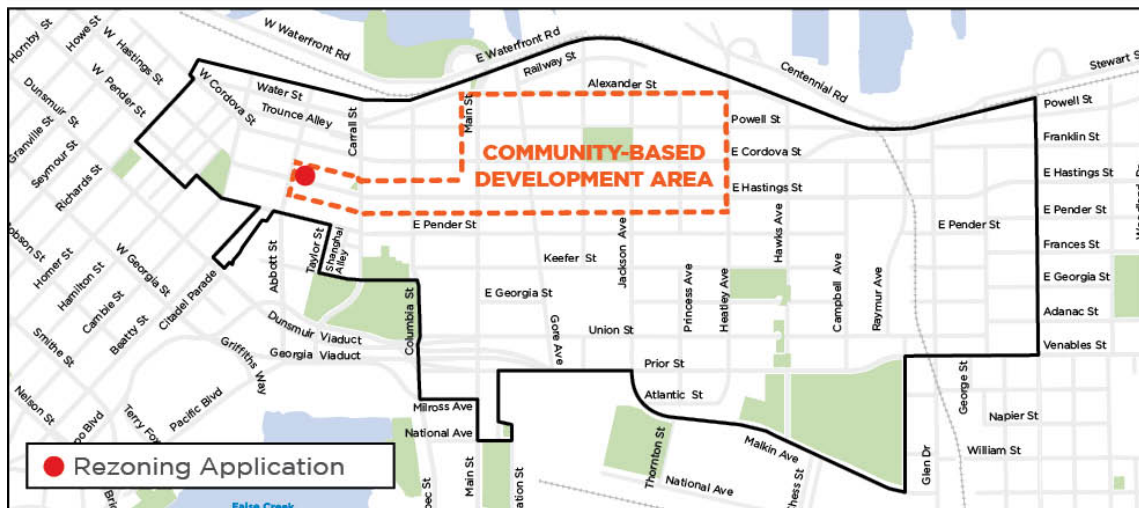 Hornby St
Howe St
W Hastings St
W Pender St
Dunsmuir St
Granville St
Seymour St
Richards St
W Waterfront Rd
E Waterfront Rd
Railway St
Centennial Rd
Stewart St
W Cordova St
Water St
Trounce Alley
Carrall St
Main St
Alexander St
Powell St
Powell St
COMMUNITY-BASED
DEVELOPMENT AREA
E Cordova St
Franklin St
E Hastings St
E Hastings St
E Pender St
E Pender St
E Pender St
Frances St
Homer St
Hamilton St
Cambie St
Beatty St
Citadel Parade
W Georgia St
Abbott St
Taylor St
Shanghai
Alley
Keefer St
Jackson Ave
Hawks Ave
E Georgia St
E Georgia St
Princess Ave
Heatley Ave
Campbell Ave
Raymur Ave
Adanac St
Columbia St
Union St
Venables St
Dunsmuir Viaduct
Georgia Viaduct
Gore Ave
Prior St
Atlantic St
Smithe St
Nelson St
Griffiths
Way
Pacific Blvd
Milross Ave
National Ave
Main St
Thornton St
National Ave
Malkin Ave
Glen Dr
George St
Napier St
William St
Rezoning Application
False Creek